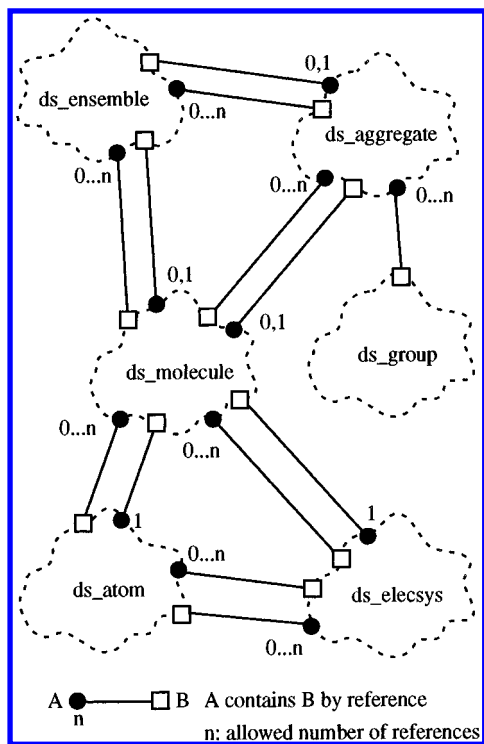 0,1
ds_ensemble
0...n
ds_aggregate
0...n
0...n
0...n
0,1
0,1
ds_group
ds_molecule
0...n
0...n
1
1
0...n
ds_atom
ds_elecsys
0...n
A B A contains B by reference
n n: allowed number of references